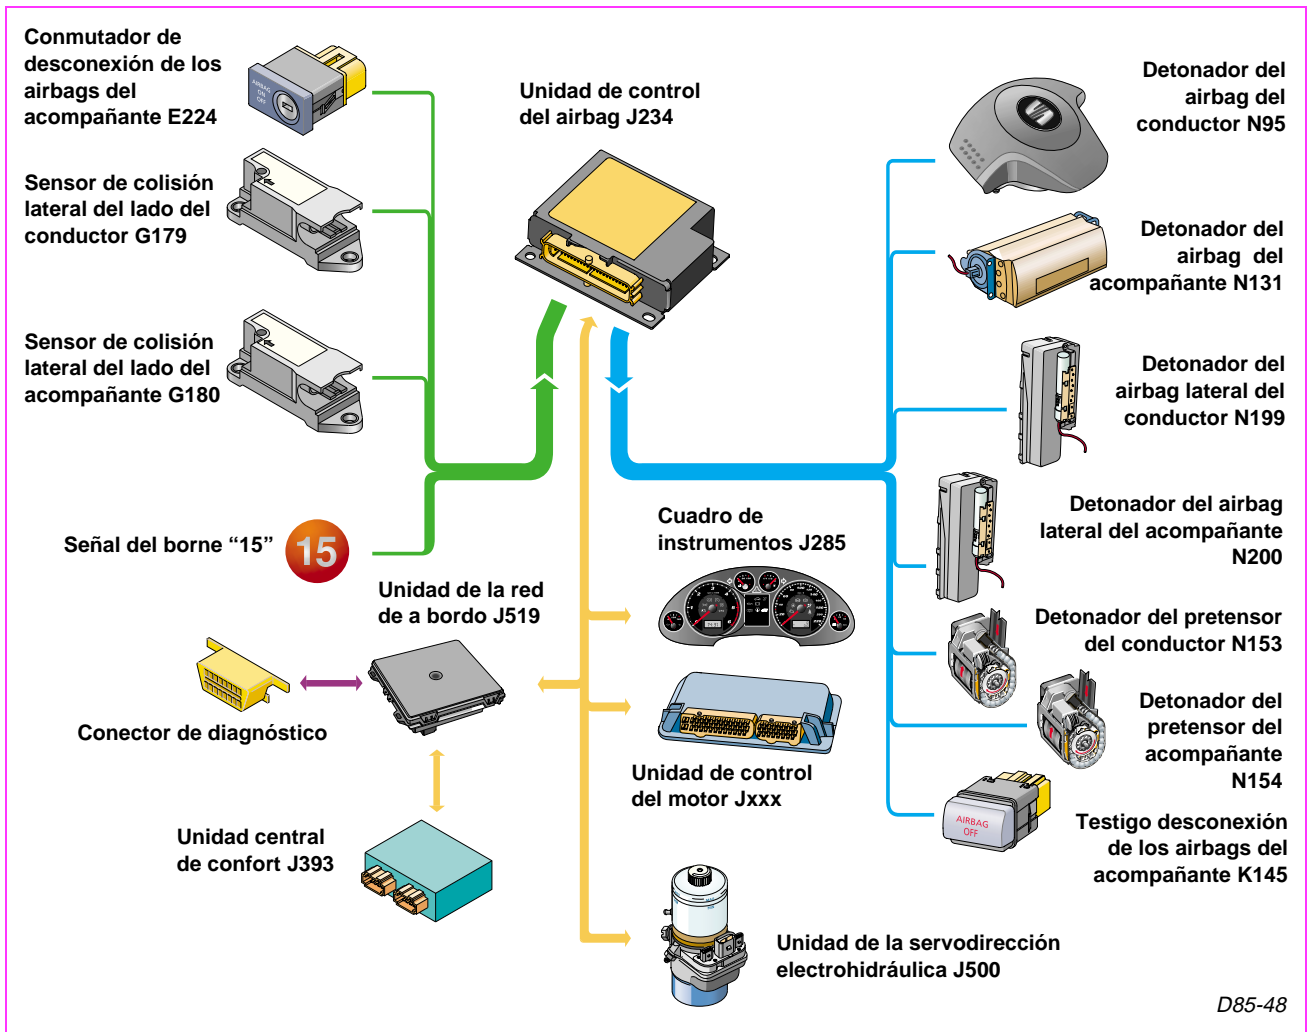 Conmutador de
desconexión de los
airbags del
acompañante E224
AIRBAG
ON
OFF
Sensor de colisión
lateral del lado del
conductor G179
Sensor de colisión
lateral del lado del
acompañante G180
Señal del borne “15”
15
Unidad de control
del airbag J234
Detonador del
airbag del
conductor N95
Detonador del
airbag del
acompañante N131
Detonador del
airbag lateral del
conductor N199
Detonador del airbag
lateral del acompañante
N200
Detonador del pretensor
del conductor N153
Detonador del
pretensor del
acompañante
N154
AIRBAG
OFF
Testigo desconexión
de los airbags del
acompañante K145
Cuadro de
instrumentos J285
Unidad de la red
de a bordo J519
Conector de diagnóstico
Unidad de control
del motor Jxxx
Unidad central
de confort J393
Unidad de la servodirección
electrohidráulica J500
D85-48